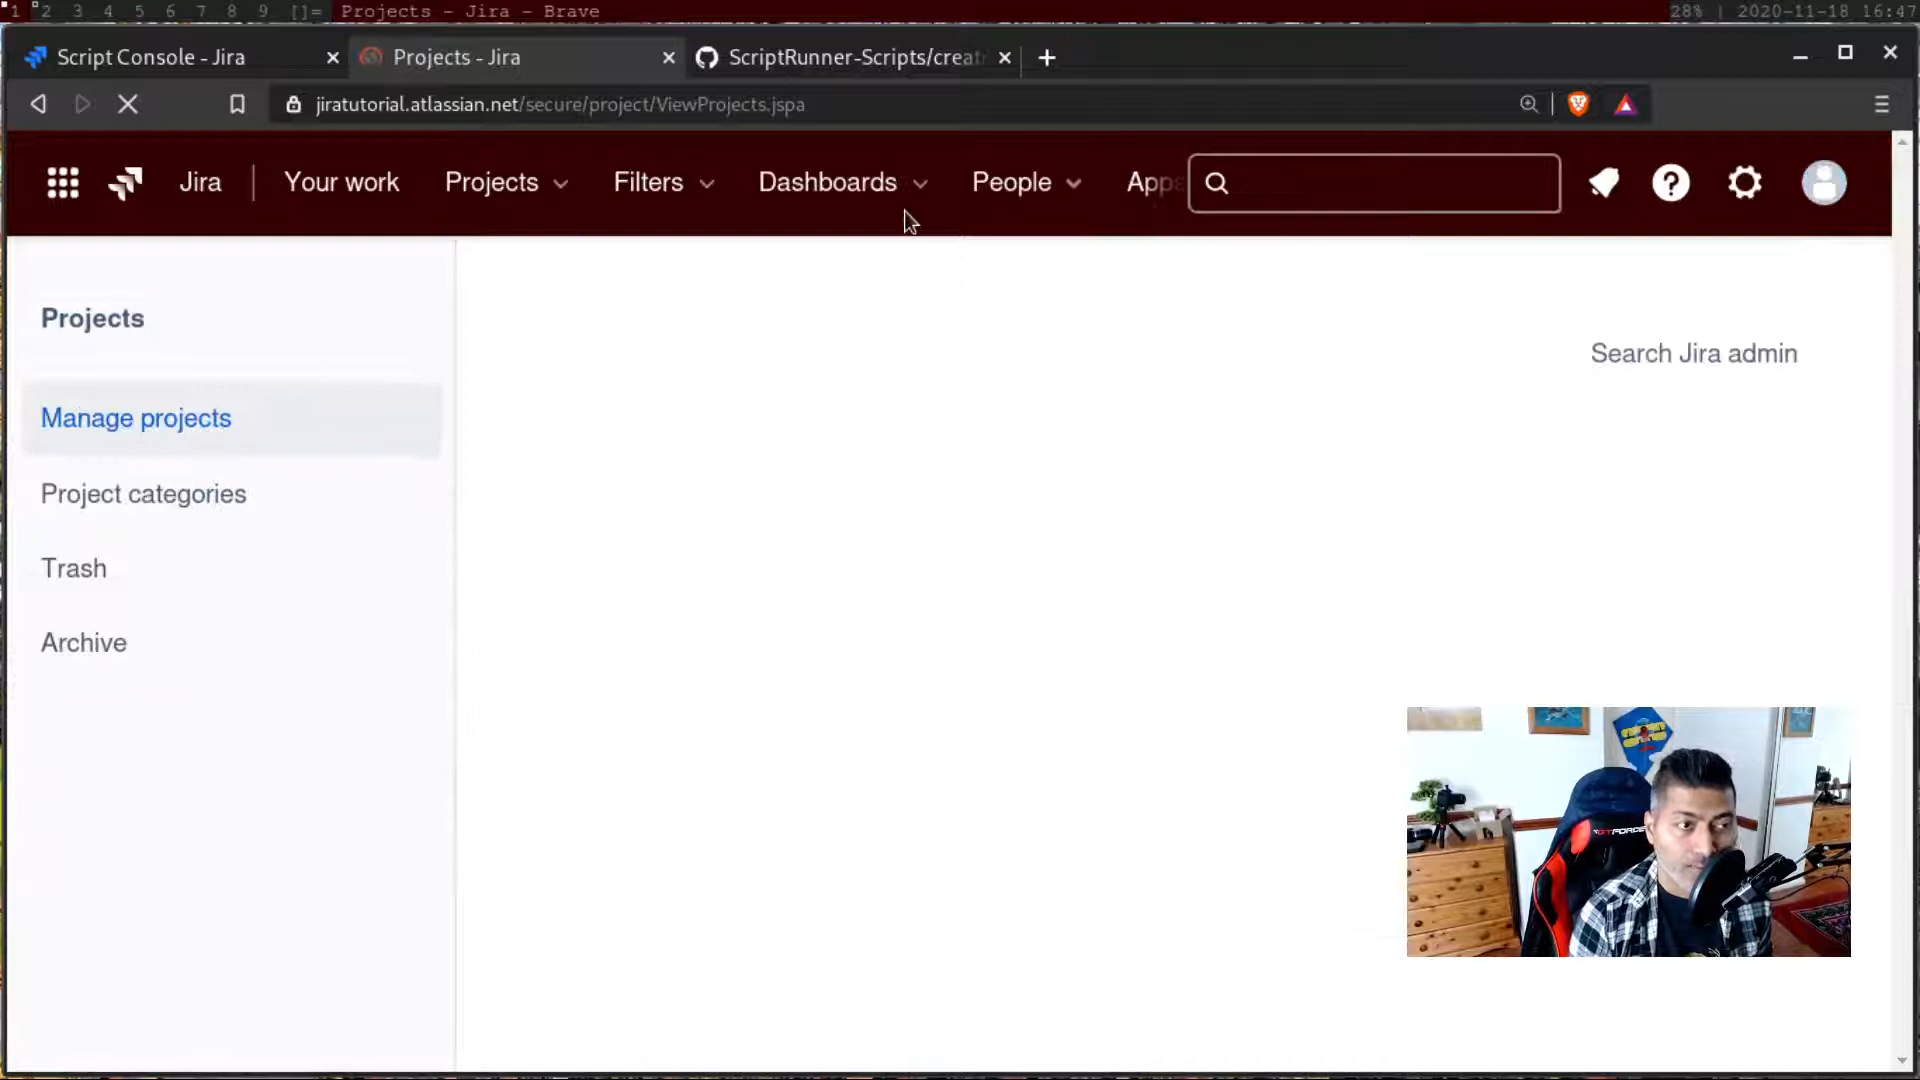 1 2 3 4 5 6 7 8 9 []= Projects - Jira - Brave 28% | 2020-11-18 16:47
Script Console - Jira
Projects - Jira
ScriptRunner-Scripts/creat
jiratutorial.atlassian.net/secure/project/ViewProjects.jspa
Jira Your work Projects Filters Dashboards People Apps
Projects
Search Jira admin
Manage projects
Project categories
Trash
Archive
GTFORCE